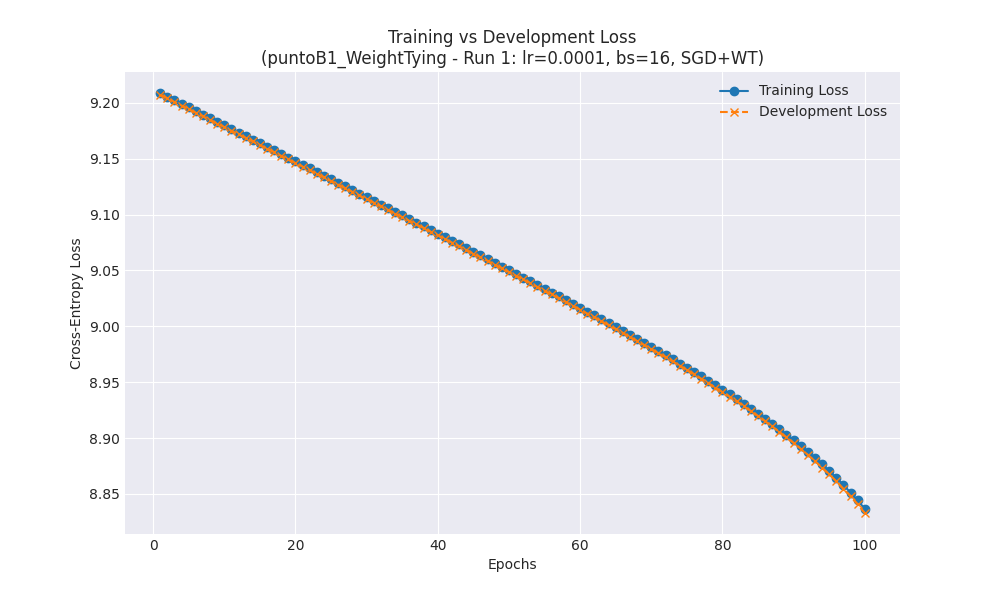 Training vs Development Loss
(puntoB1_WeightTying - Run 1: lr=0.0001, bs=16, SGD+WT)
Training Loss
Development Loss
9.20
9.15
9.10
9.05
9.00
8.95
8.90
8.85
Cross-Entropy Loss
0 20 40 60 80 100
Epochs